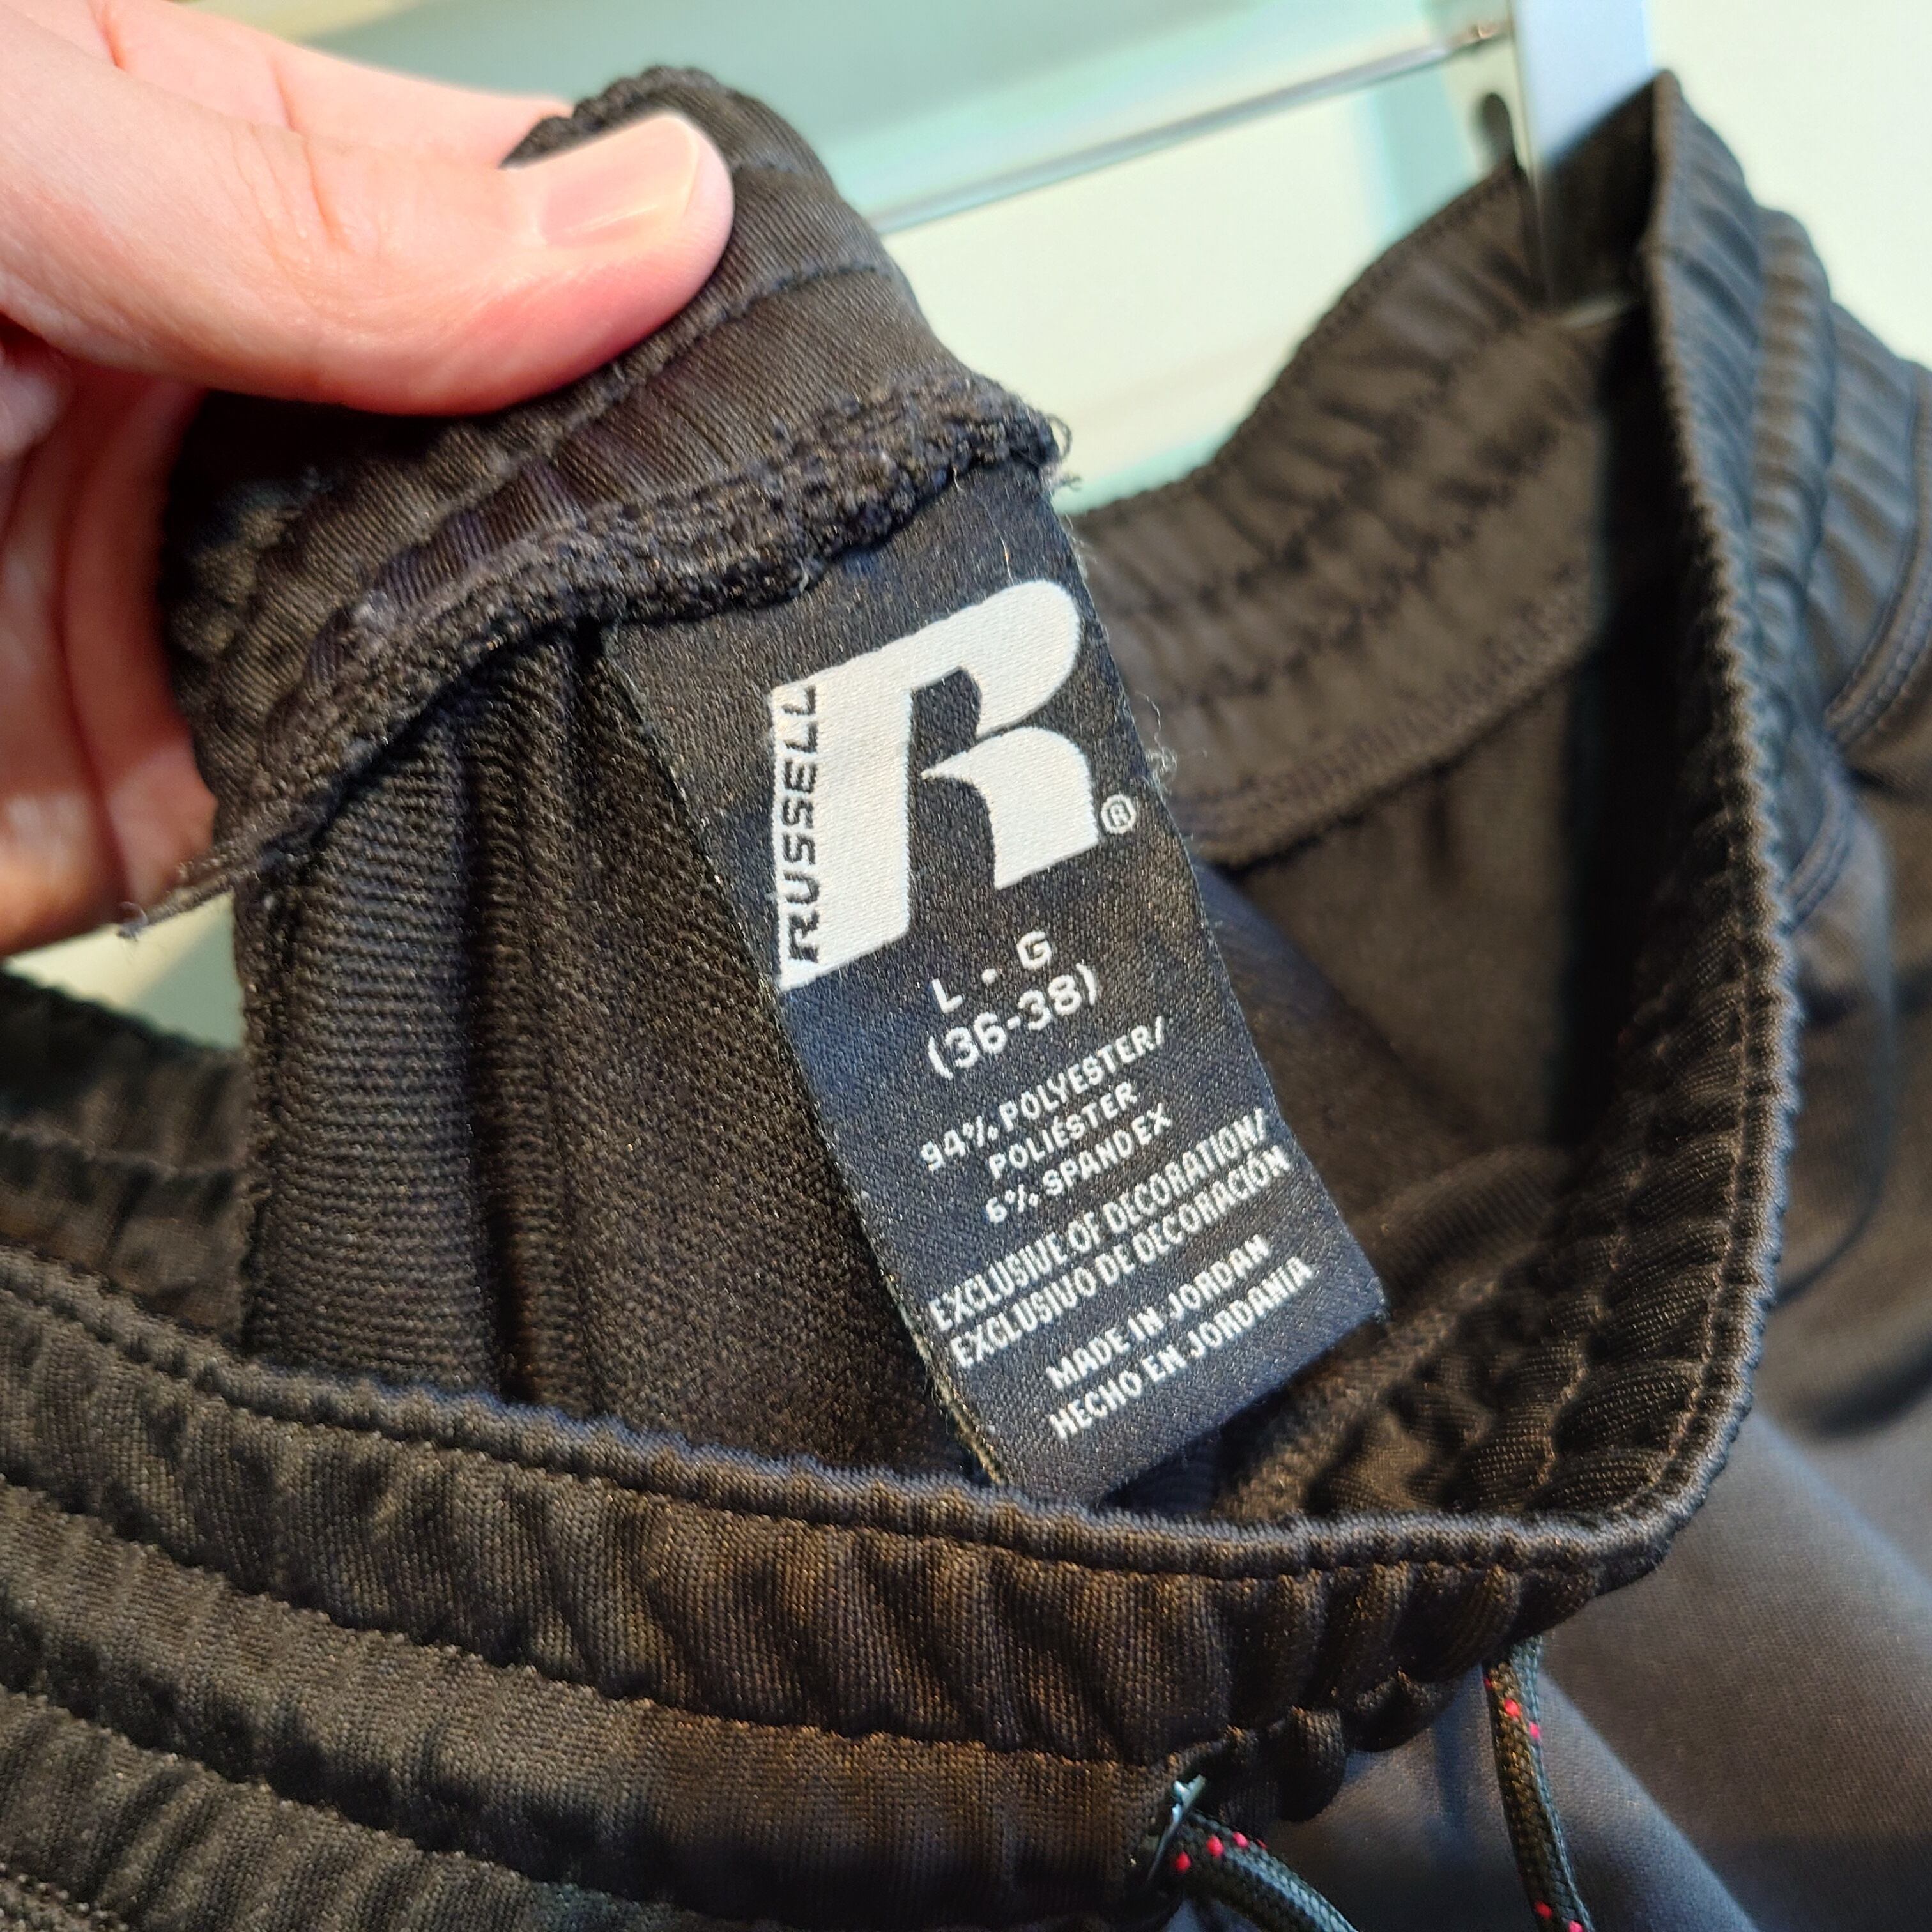 RUSSELL
R
®
L • G
(36-38)
94% POLYESTER/
POLIÉSTER
6% SPANDEX
EXCLUSIVE OF DECORATION/
EXCLUSIVO DE DECORACIÓN
MADE IN JORDAN
HECHO EN JORDANIA